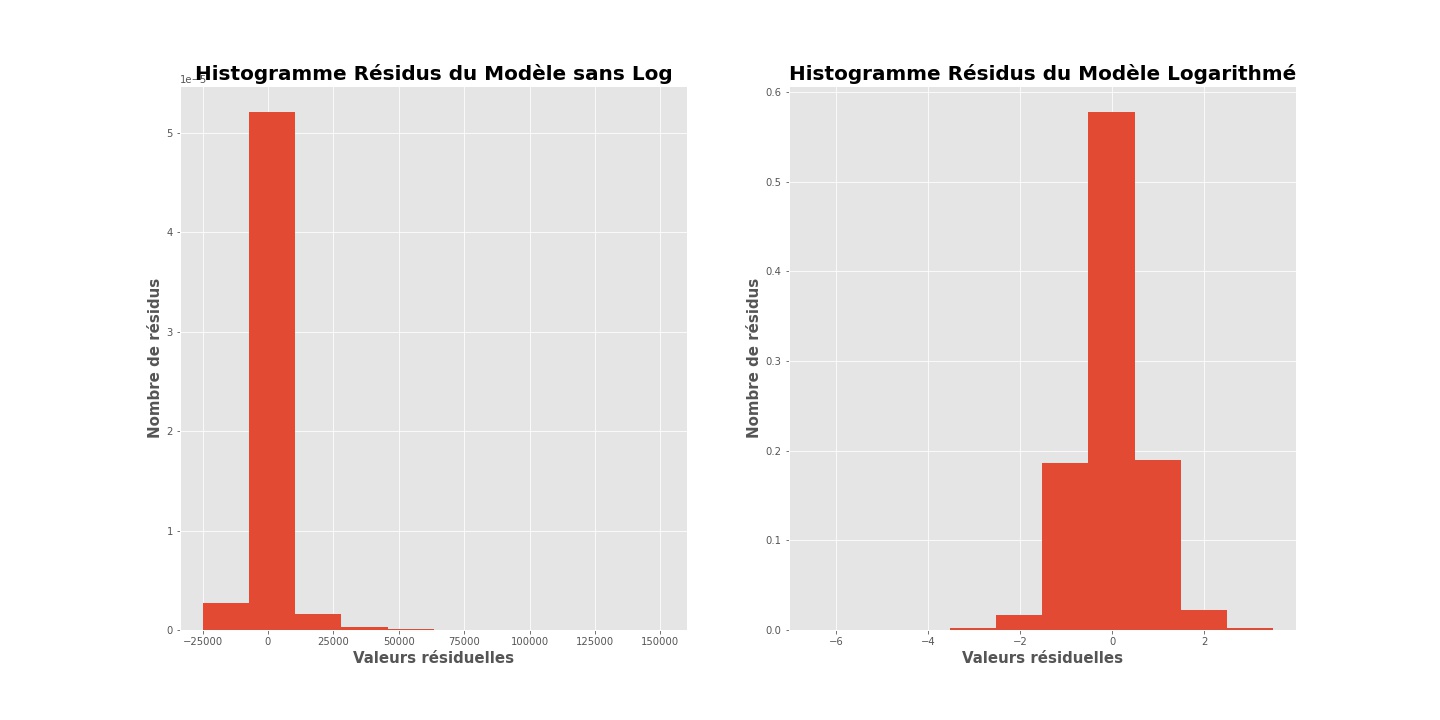 Histogramme Résidus du Modèle sans Log
1e−5
5
4
3
2
1
0
Nombre de résidus
−25000 0 25000 50000 75000 100000 125000 150000
Valeurs résiduelles
Histogramme Résidus du Modèle Logarithmé
0.6
0.5
0.4
0.3
0.2
0.1
0.0
Nombre de résidus
−6 −4 −2 0 2
Valeurs résiduelles